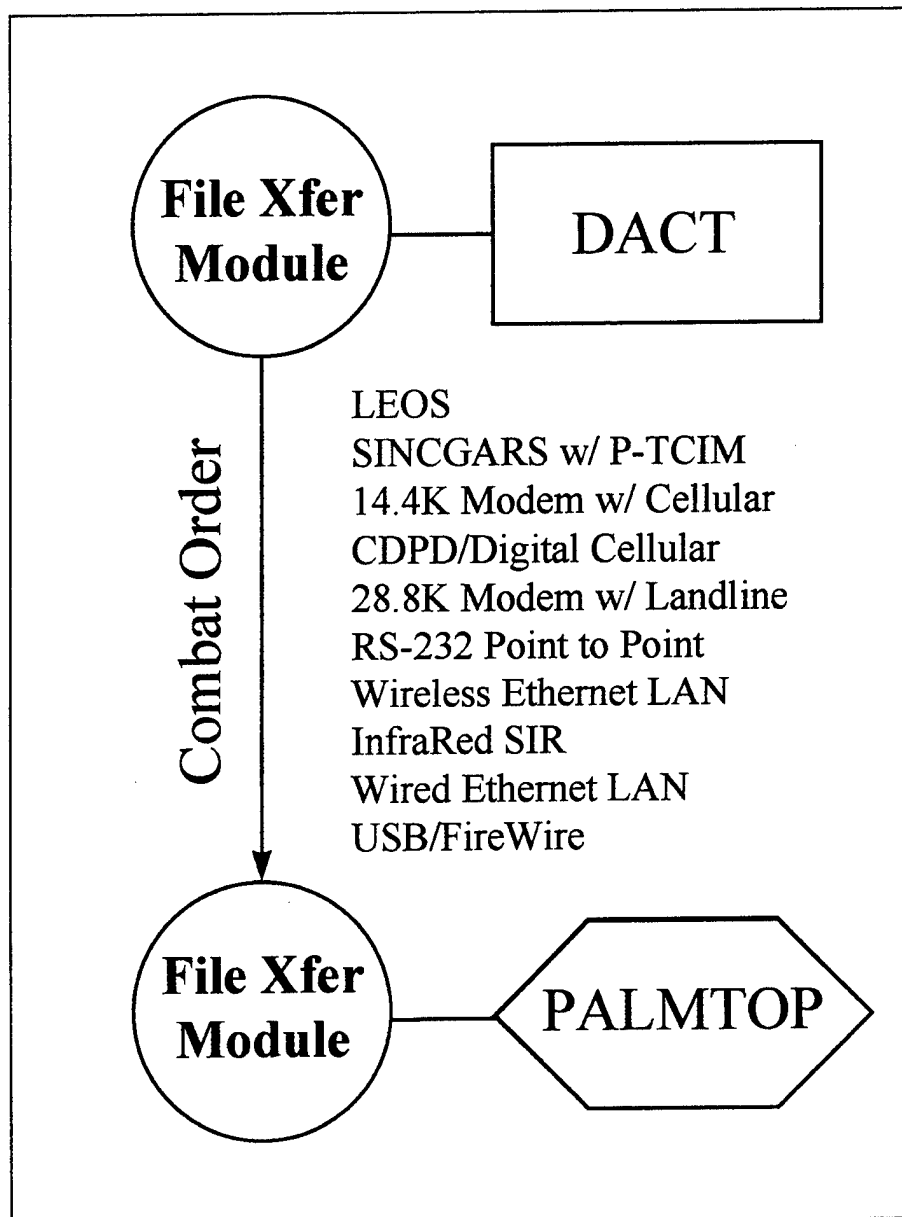 File Xfer
Module
DACT
Combat Order
LEOS
SINCGARS w/ P-TCIM
14.4K Modem w/ Cellular
CDPD/Digital Cellular
28.8K Modem w/ Landline
RS-232 Point to Point
Wireless Ethernet LAN
InfraRed SIR
Wired Ethernet LAN
USB/FireWire
File Xfer
Module
PALMTOP